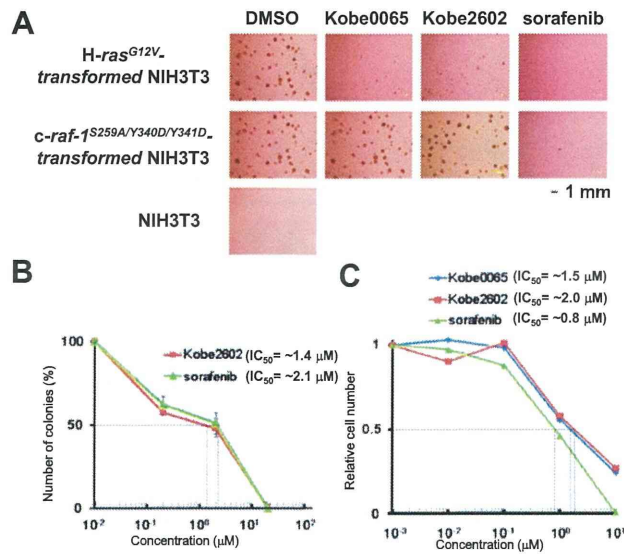 A
DMSO Kobe0065 Kobe2602 sorafenib
H-ras^G12V-
transformed NIH3T3
c-raf-1^S259A/Y340D/Y341D-
transformed NIH3T3
- 1 mm
NIH3T3
B
Kobe2602 (IC50= ~1.4 μM)
sorafenib (IC50= ~2.1 μM)
Number of colonies (%)
100
50
0
10^-2 10^-1 10^0 10^1 10^2
Concentration (μM)
C
Kobe0065 (IC50= ~1.5 μM)
Kobe2602 (IC50= ~2.0 μM)
sorafenib (IC50= ~0.8 μM)
Relative cell number
1
0.5
0
10^-3 10^-2 10^-1 10^0 10^1
Concentration (μM)